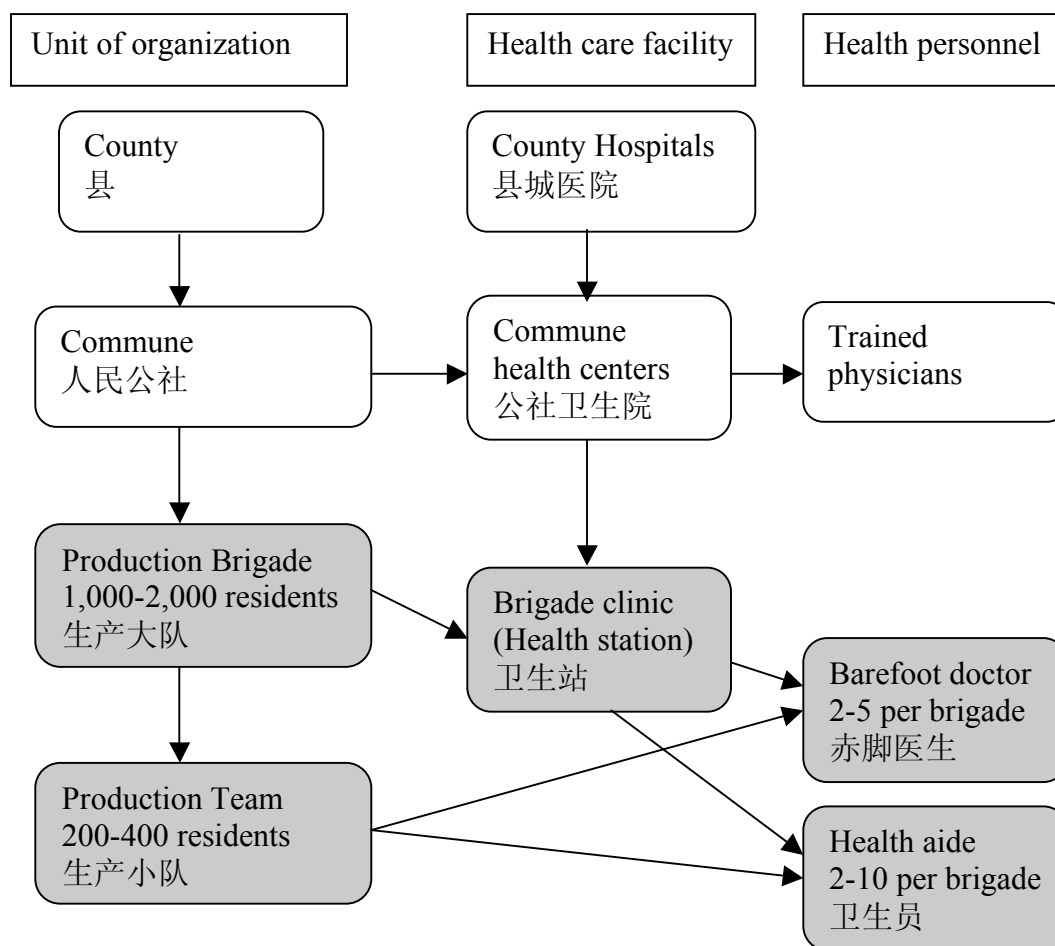 Unit of organization
Health care facility
Health personnel
County
县
County Hospitals
县城医院
Commune
人民公社
Commune
health centers
公社卫生院
Trained
physicians
Production Brigade
1,000-2,000 residents
生产大队
Brigade clinic
(Health station)
卫生站
Barefoot doctor
2-5 per brigade
赤脚医生
Production Team
200-400 residents
生产小队
Health aide
2-10 per brigade
卫生员